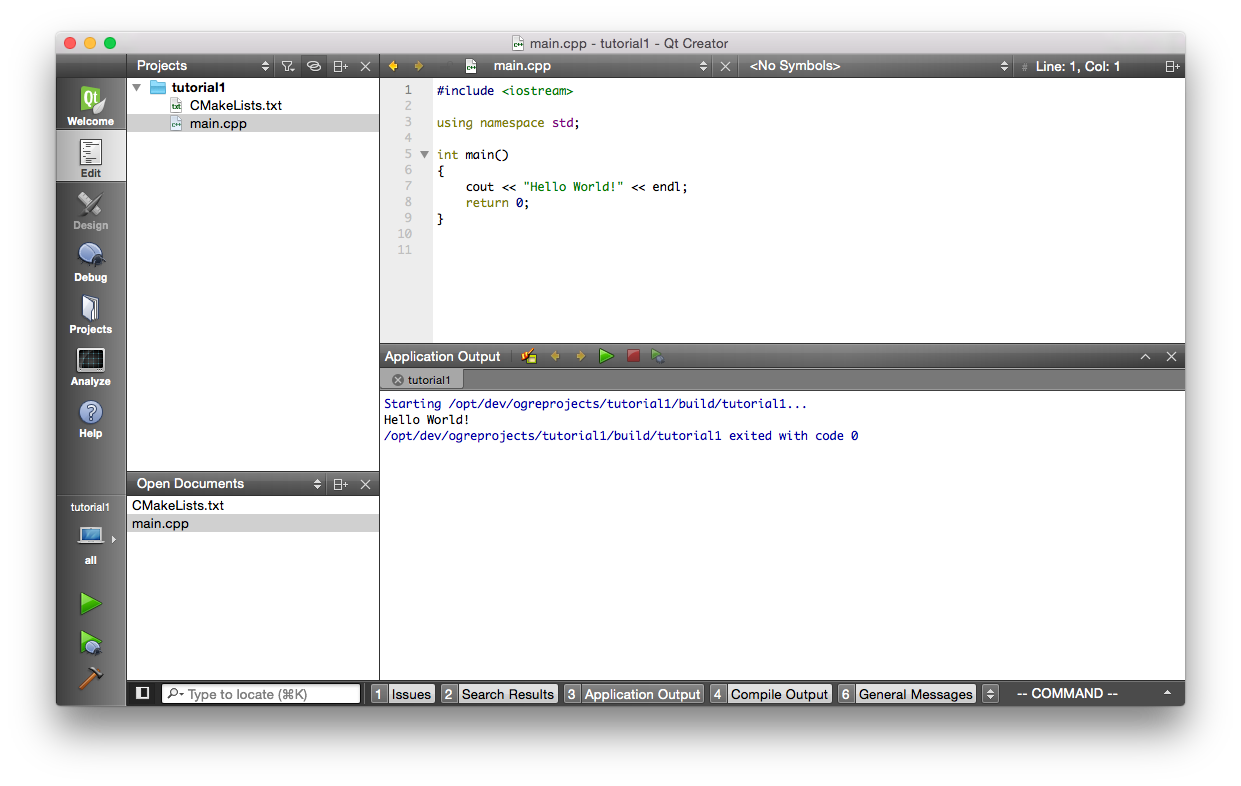 main.cpp - tutorial1 - Qt Creator
Projects
main.cpp
<No Symbols>
# Line: 1, Col: 1
Qt
Welcome
Edit
Design
Debug
Projects
Analyze
? Help
tutorial1
CMakeLists.txt
main.cpp
1 #include <iostream>
2
3 using namespace std;
4
5 int main()
6 {
7 cout << "Hello World!" << endl;
8 return 0;
9 }
10
11
Application Output
tutorial1
Starting /opt/dev/ogreprojects/tutorial1/build/tutorial1...
Hello World!
/opt/dev/ogreprojects/tutorial1/build/tutorial1 exited with code 0
Open Documents
CMakeLists.txt
main.cpp
tutorial1
all
Type to locate (⌘K)
1 Issues
2 Search Results
3 Application Output
4 Compile Output
6 General Messages
-- COMMAND --